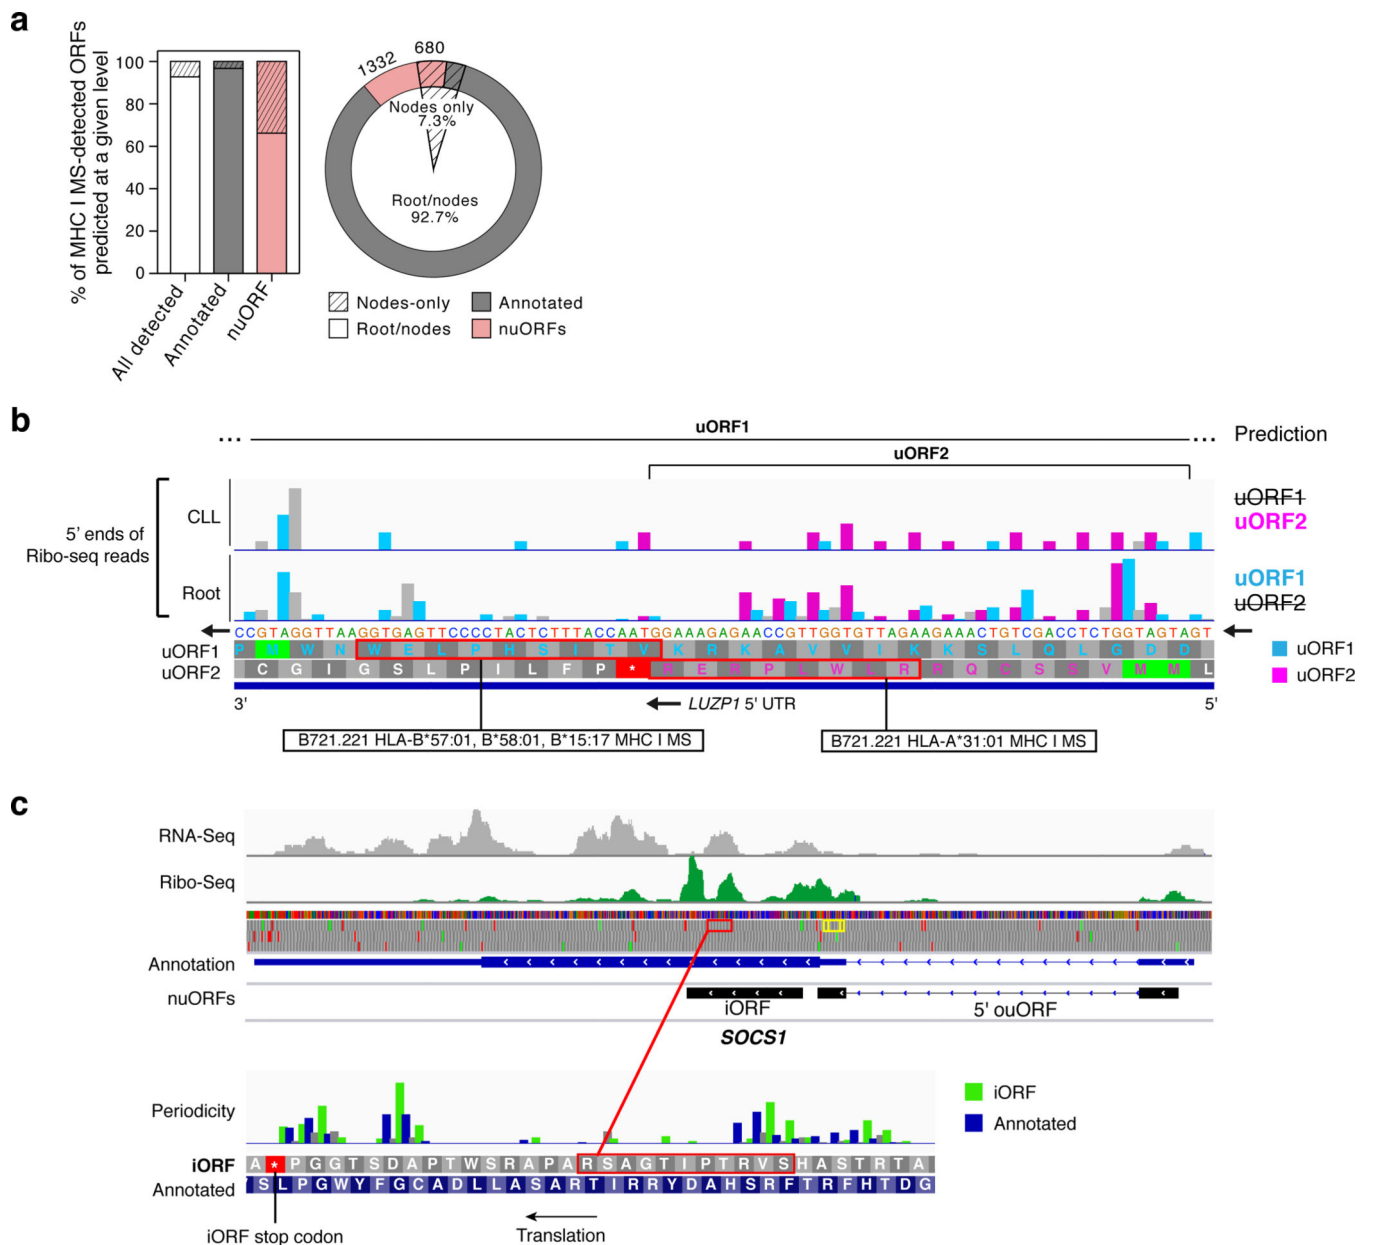 a
% of MHC I MS-detected ORFs
predicted at a given level
100
80
60
40
20
0
All detected
Annotated
nuORF
1332
680
Nodes only
7.3%
Root/nodes
92.7%
Nodes-only
Annotated
Root/nodes
nuORFs
b
... uORF1 ...
Prediction
uORF2
5' ends of
Ribo-seq reads
CLL
uORF1
uORF2
Root
uORF1
uORF2
CCGTAGGTTAAGGTGAGTTCCCCTACTCTTTACCAATGGAAAGAGAACCGTTGGTGTTAGAAGAAACTGTCGACCTCTGGTAGTAGT
uORF1 P M W N W E L P H S I T V K R K A V V I K K S L Q L G D D
uORF2 C G I G S L P I L F P * R E R P L W L R R Q G S S V M M L
uORF1
uORF2
3'
LUZP1 5' UTR
5'
B721.221 HLA-B*57:01, B*58:01, B*15:17 MHC I MS
B721.221 HLA-A*31:01 MHC I MS
c
RNA-Seq
Ribo-Seq
Annotation
nuORFs
iORF
5' ouORF
SOCS1
Periodicity
iORF
Annotated
iORF A * P G G T S D A P T W S R A P A R S A G T I P T R V S H A S T R T A
Annotated Y S L P G W Y F G C A D L L A S A R T I R R Y D A H S R F T R F H T D G
iORF stop codon
Translation